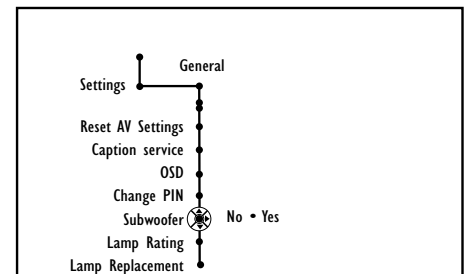 General
Settings
Reset AV Settings
Caption service
OSD
Change PIN
Subwoofer No • Yes
Lamp Rating
Lamp Replacement